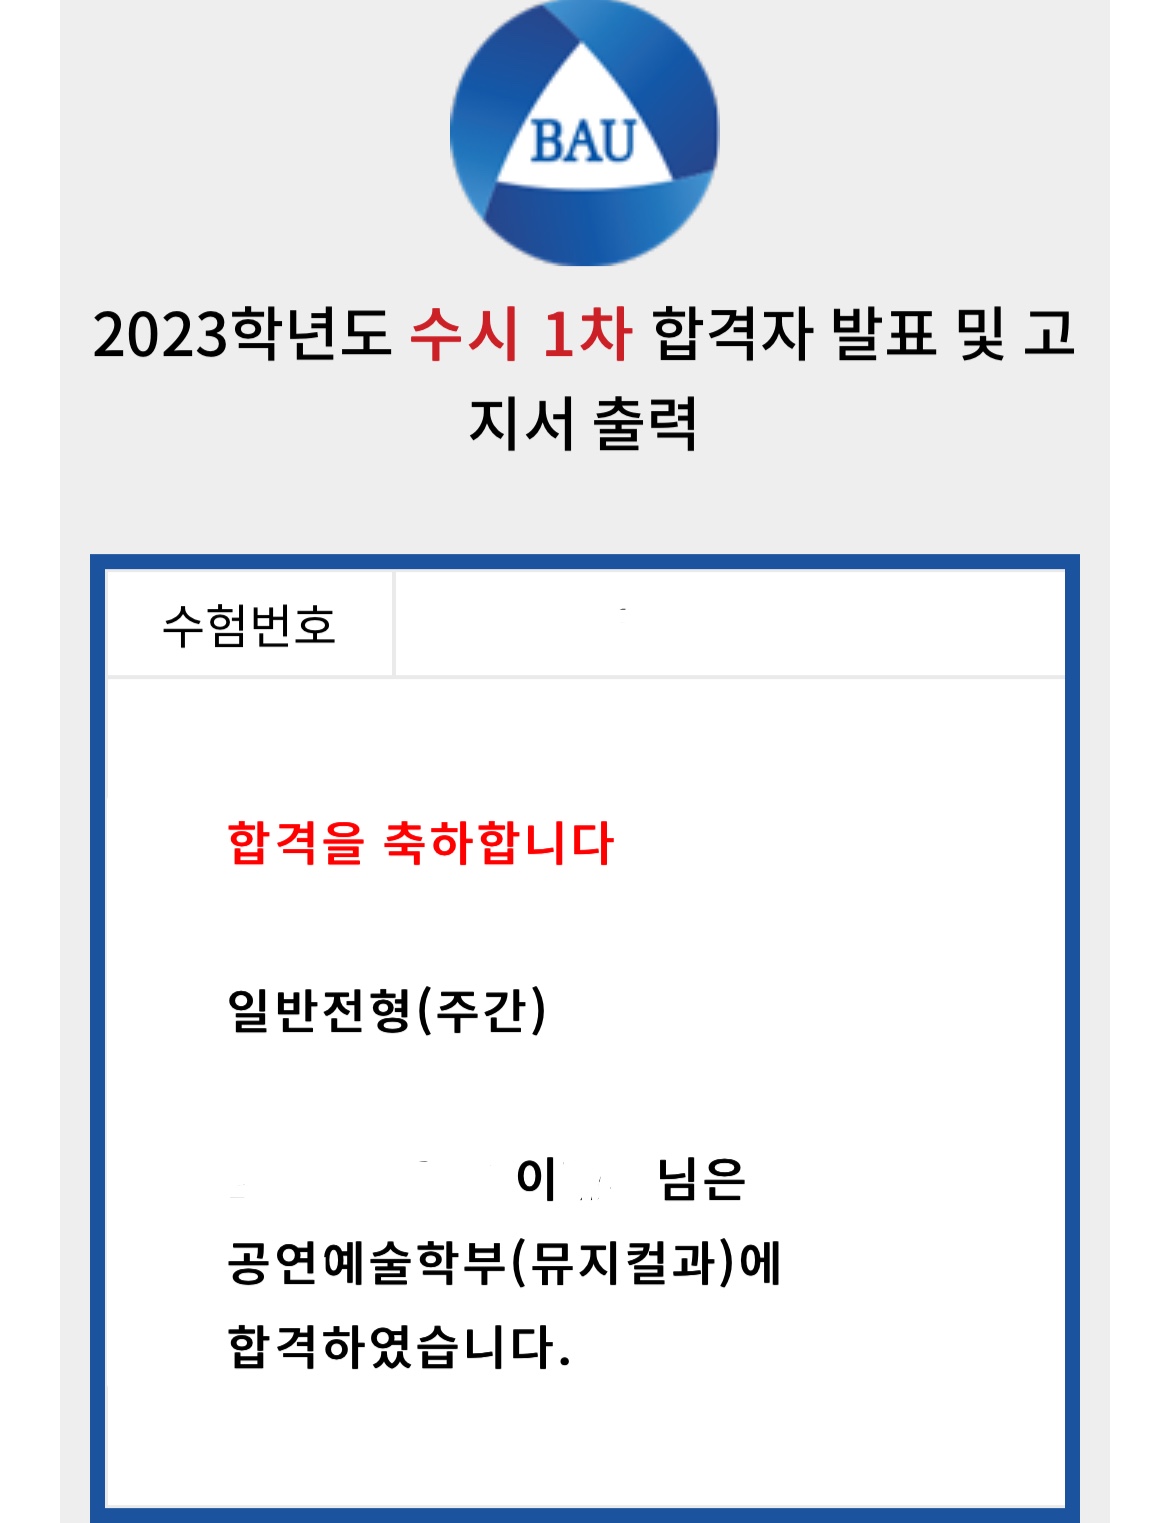 BAU
2023학년도 수시 1차 합격자 발표 및 고
지서 출력
수험번호
합격을 축하합니다
일반전형(주간)
이 님은
공연예술학부(뮤지컬과)에
합격하였습니다.